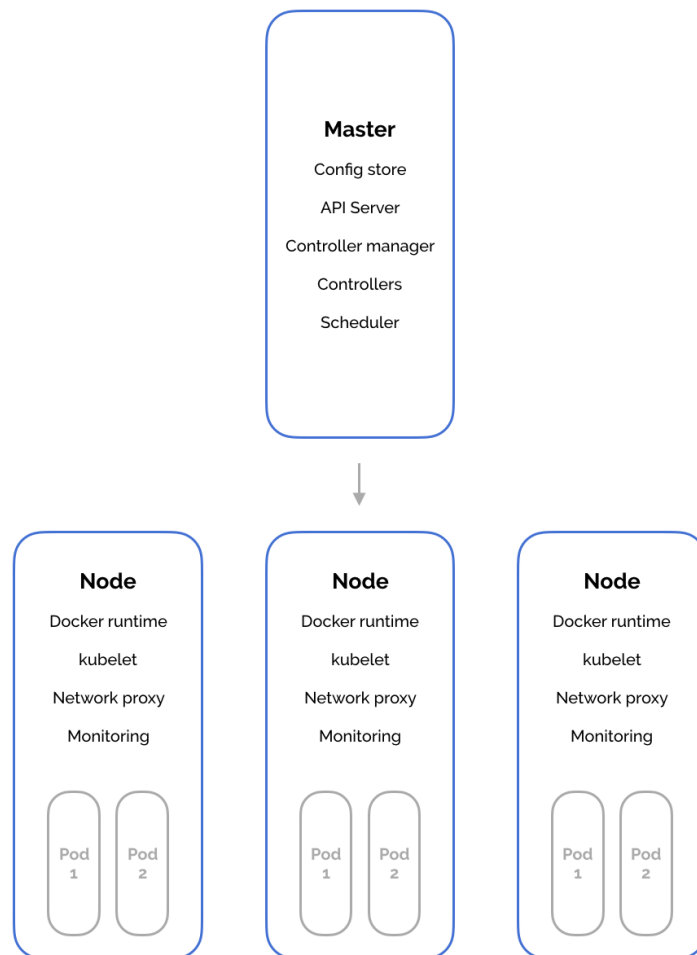 Master
Config store
API Server
Controller manager
Controllers
Scheduler
Node
Docker runtime
kubelet
Network proxy
Monitoring
Pod
1
Pod
2
Node
Docker runtime
kubelet
Network proxy
Monitoring
Pod
1
Pod
2
Node
Docker runtime
kubelet
Network proxy
Monitoring
Pod
1
Pod
2